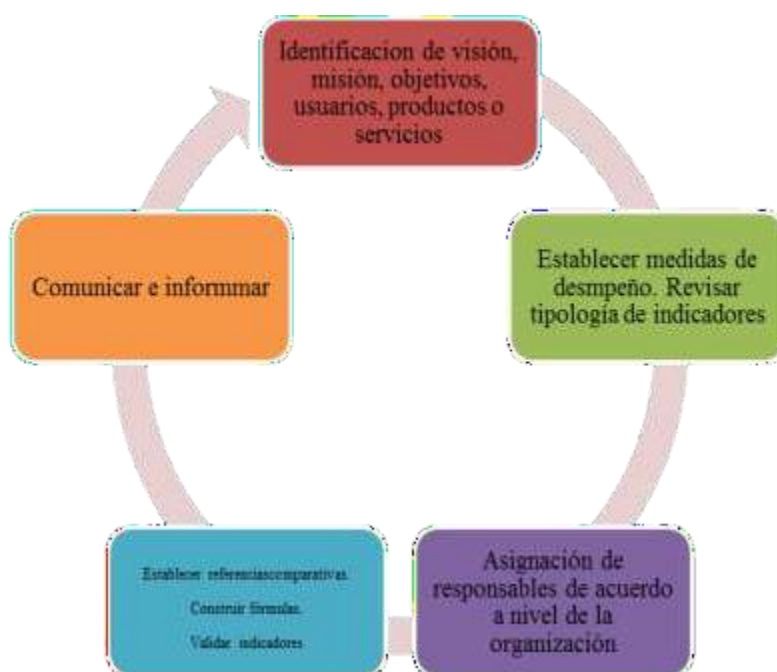 Identificacion de visión,
misión, objetivos,
usuarios, productos o
servicios
Establecer medidas de
desmpeño. Revisar
tipología de indicadores
Asignación de
responsables de acuerdo
a nivel de la
organización
Establecer referenciascomparativas.
Construir fórmulas.
Validar indicadores
Comunicar e informmar